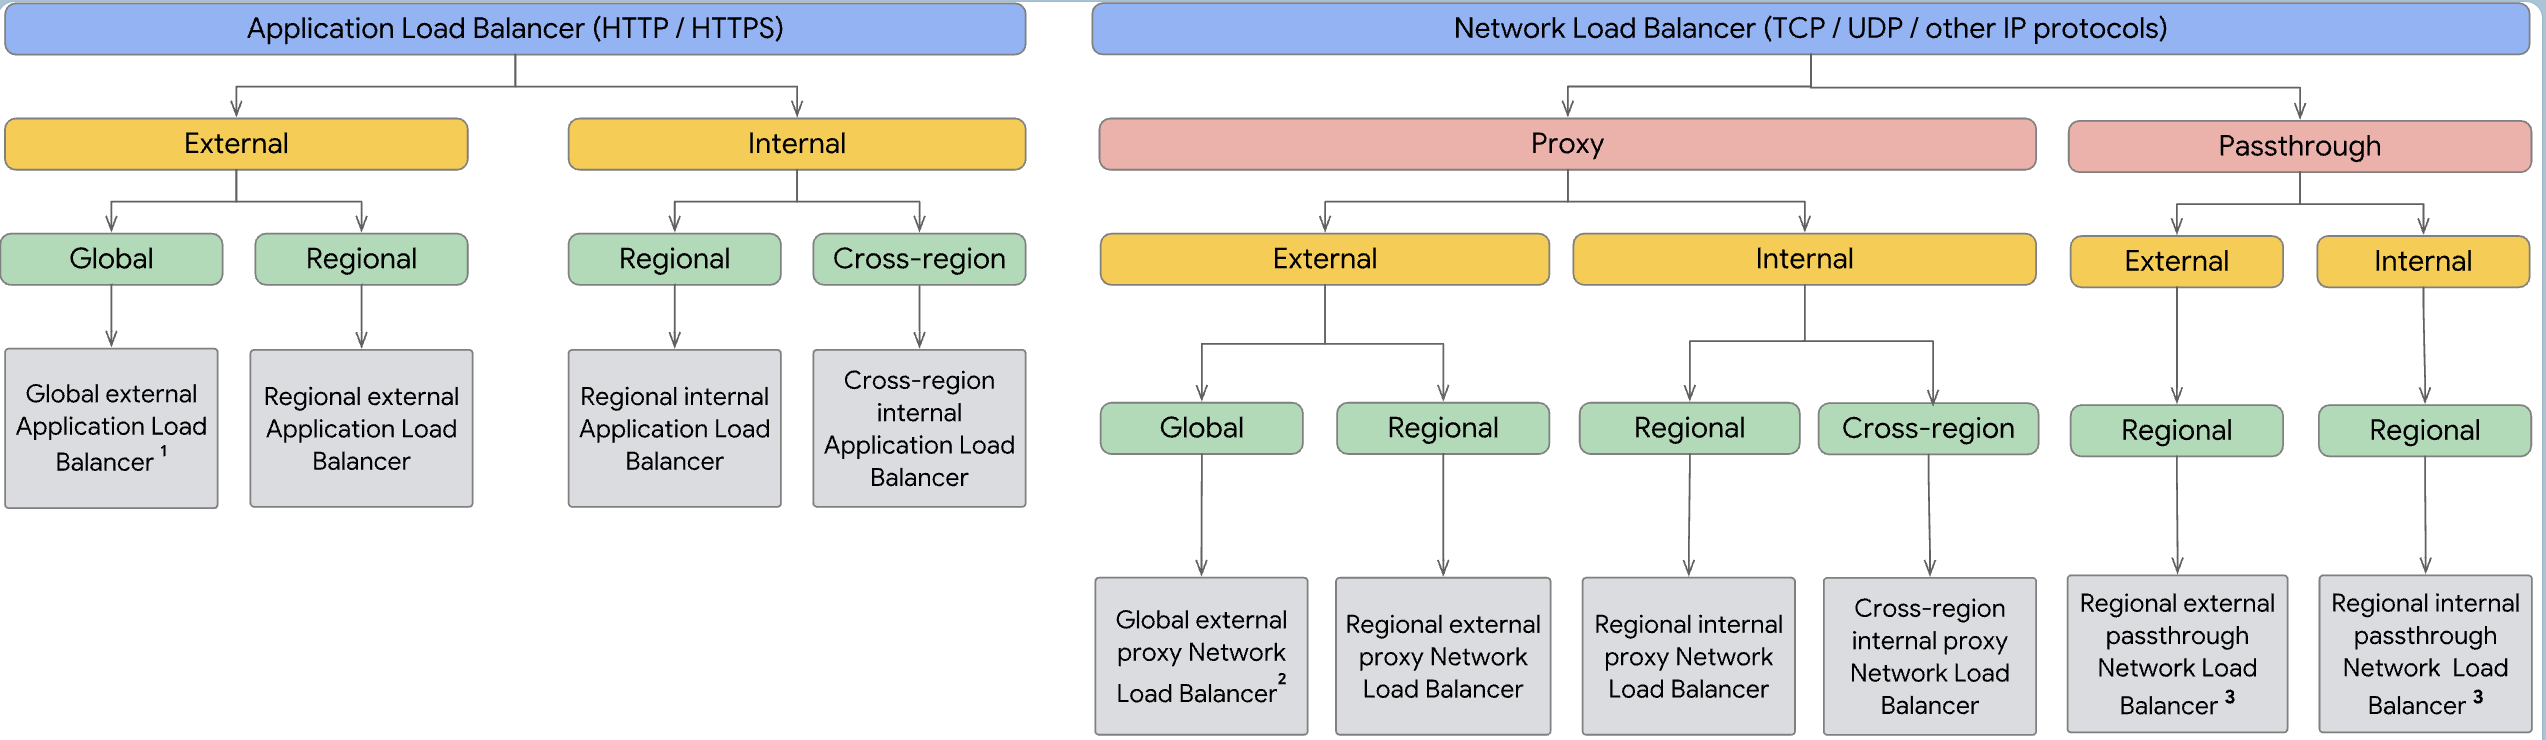 Application Load Balancer (HTTP / HTTPS)
External
Internal
Global
Regional
Regional
Cross-region
Global external
Application Load
Balancer 1
Regional external
Application Load
Balancer
Regional internal
Application Load
Balancer
Cross-region
internal
Application Load
Balancer
Network Load Balancer (TCP / UDP / other IP protocols)
Proxy
Passthrough
External
Internal
External
Internal
Global
Regional
Regional
Cross-region
Regional
Regional
Global external
proxy Network
Load Balancer2
Regional external
proxy Network
Load Balancer
Regional internal
proxy Network
Load Balancer
Cross-region
internal proxy
Network Load
Balancer
Regional external
passthrough
Network Load
Balancer 3
Regional internal
passthrough
Network Load
Balancer 3